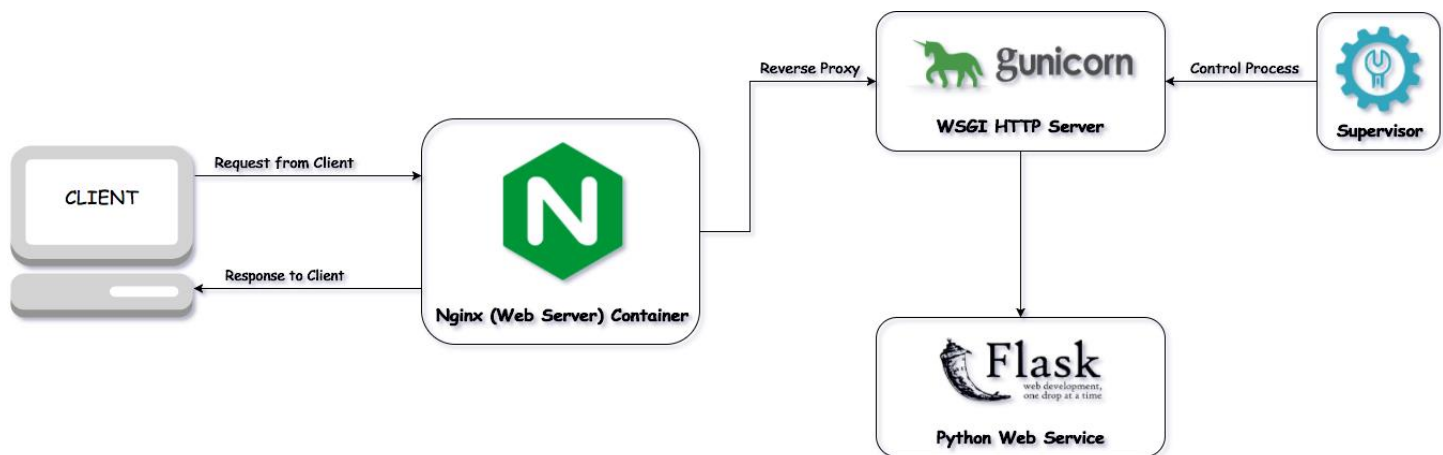 CLIENT
Request from Client
Response to Client
N
Nginx (Web Server) Container
Reverse Proxy
gunicorn
WSGI HTTP Server
Control Process
Supervisor
Flask
web development,
one drop at a time
Python Web Service